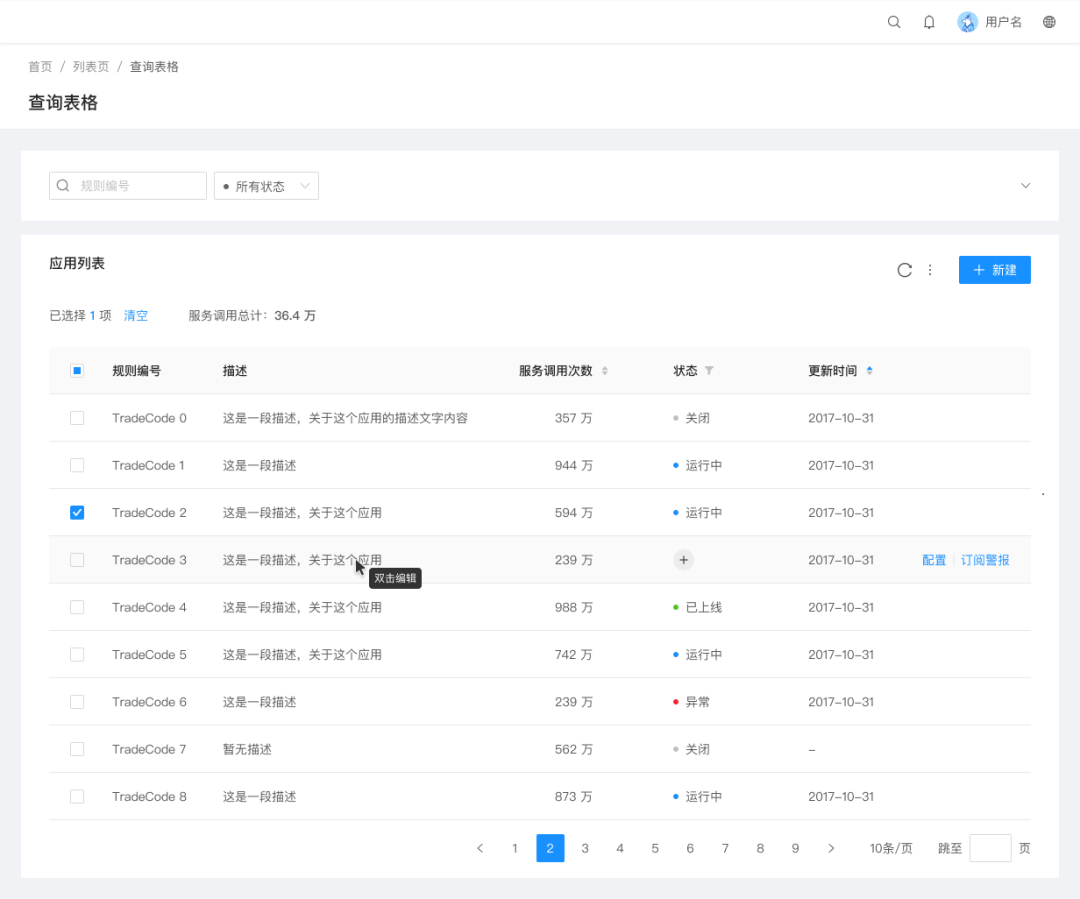 用户名
首页 / 列表页 / 查询表格
查询表格
规则编号
所有状态
应用列表
新建
已选择 1 项 清空 服务调用总计：36.4 万
规则编号 描述 服务调用次数 状态 更新时间
TradeCode 0 这是一段描述，关于这个应用的描述文字内容 357 万 关闭 2017-10-31
TradeCode 1 这是一段描述 944 万 运行中 2017-10-31
TradeCode 2 这是一段描述，关于这个应用 594 万 运行中 2017-10-31
TradeCode 3 这是一段描述，关于这个应用 239 万 + 2017-10-31 配置 订阅警报
双击编辑
TradeCode 4 这是一段描述，关于这个应用 988 万 已上线 2017-10-31
TradeCode 5 这是一段描述，关于这个应用 742 万 运行中 2017-10-31
TradeCode 6 这是一段描述 239 万 异常 2017-10-31
TradeCode 7 暂无描述 562 万 关闭 -
TradeCode 8 这是一段描述 873 万 运行中 2017-10-31
< 1 2 3 4 5 6 7 8 9 > 10条/页 跳至 页